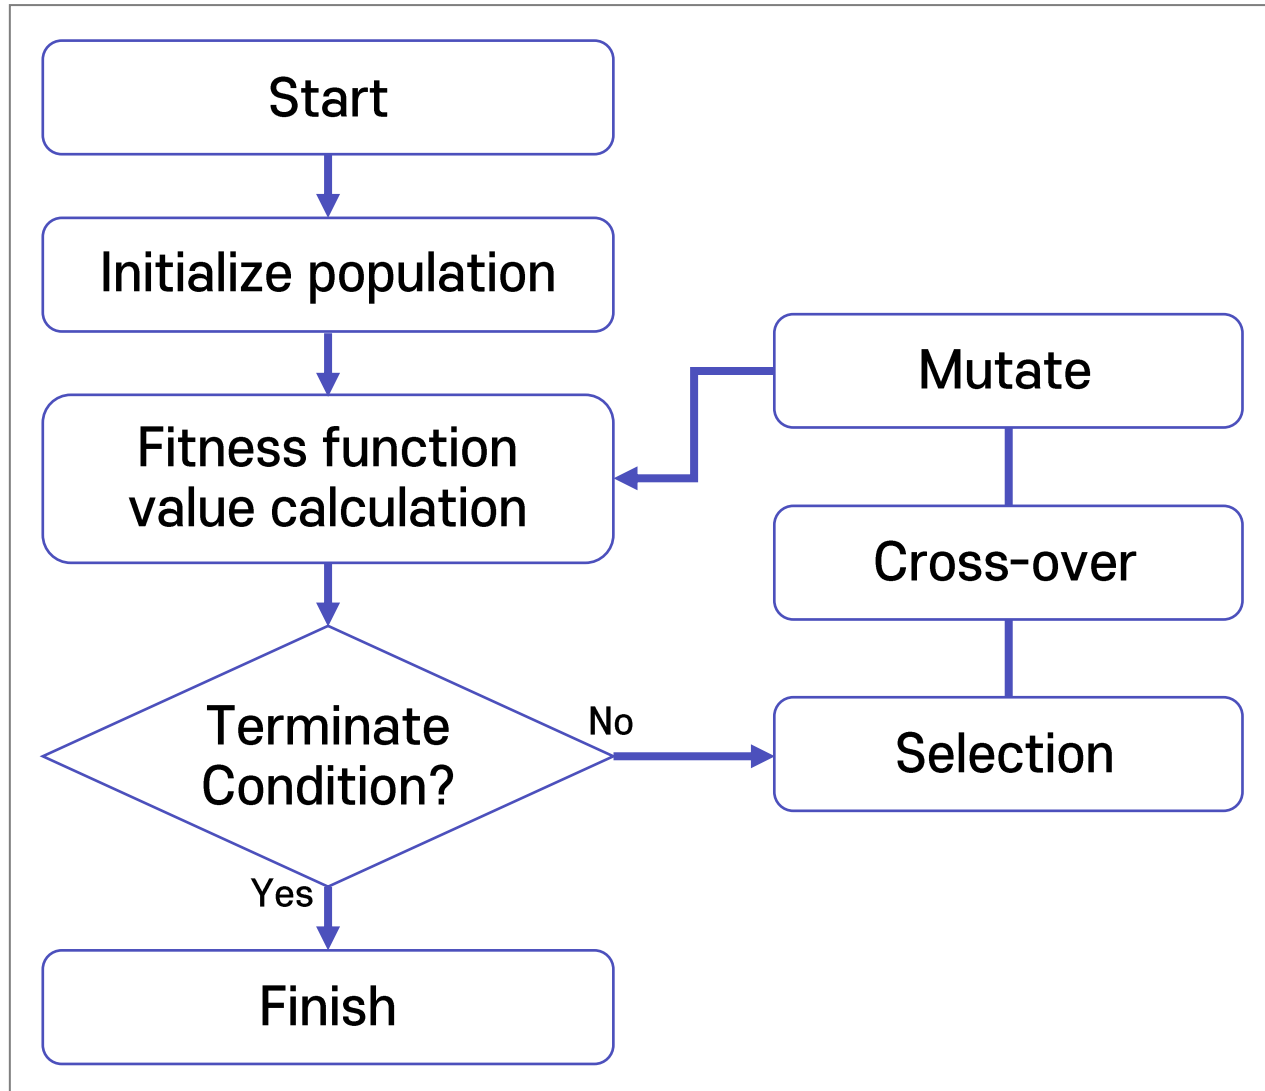 Start
Initialize population
Fitness function
value calculation
Terminate
Condition?
No
Yes
Finish
Mutate
Cross-over
Selection